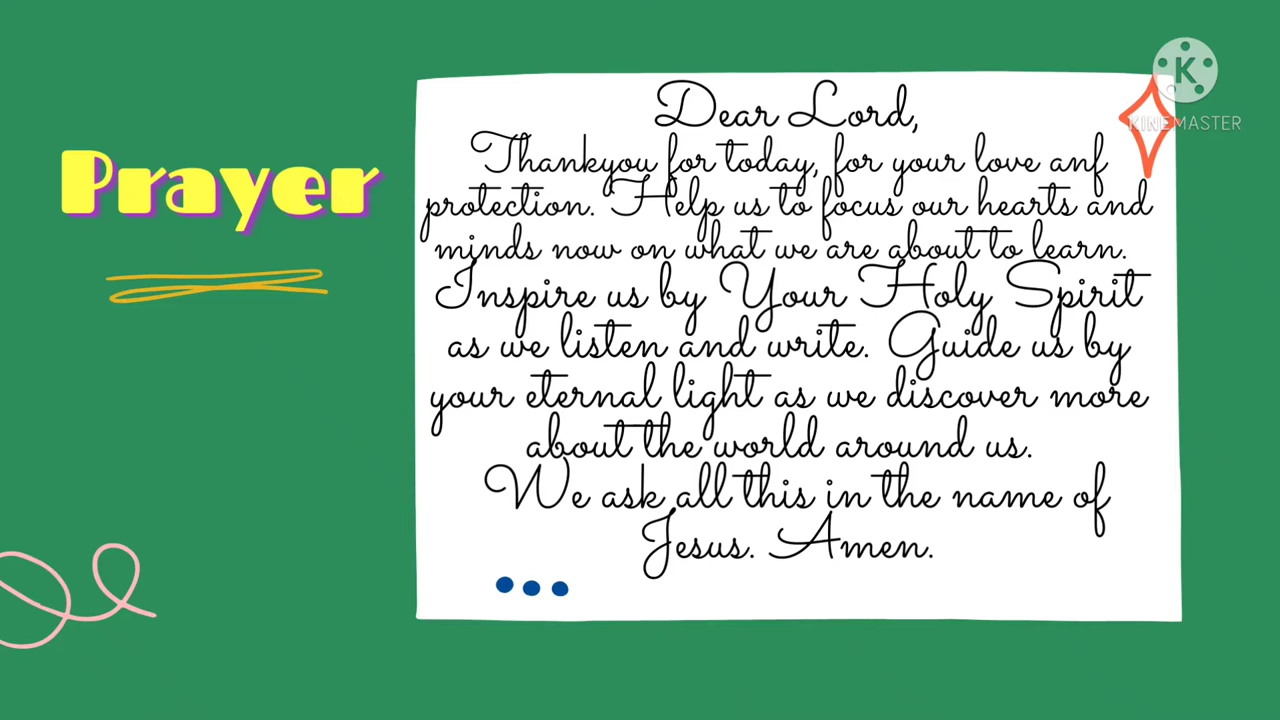 Prayer
Dear Lord,
Thankyou for today, for your love anf
protection. Help us to focus our hearts and
minds now on what we are about to learn.
Inspire us by Your Holy Spirit
as we listen and write. Guide us by
your eternal light as we discover more
about the world around us.
We ask all this in the name of
Jesus. Amen.
K
KINEMASTER